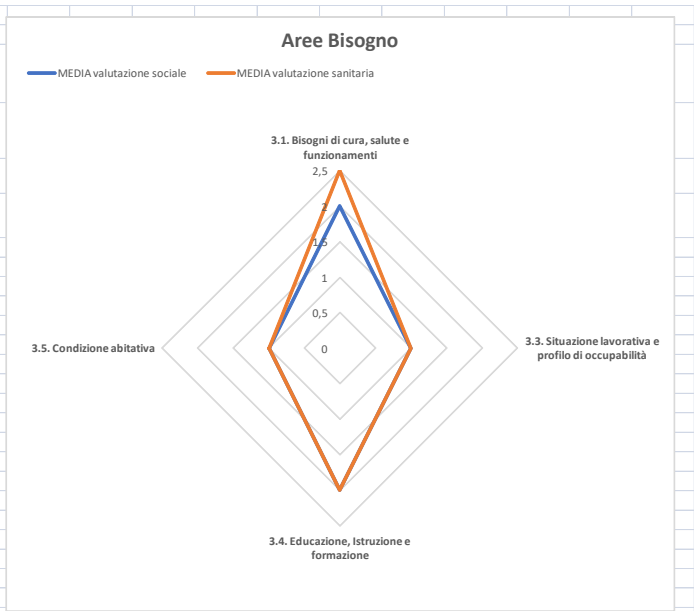 Aree Bisogno
MEDIA valutazione sociale
MEDIA valutazione sanitaria
3.1. Bisogni di cura, salute e
funzionamenti
2,5
2
1,5
1
0,5
0
3.5. Condizione abitativa
3.3. Situazione lavorativa e
profilo di occupabilità
3.4. Educazione, Istruzione e
formazione